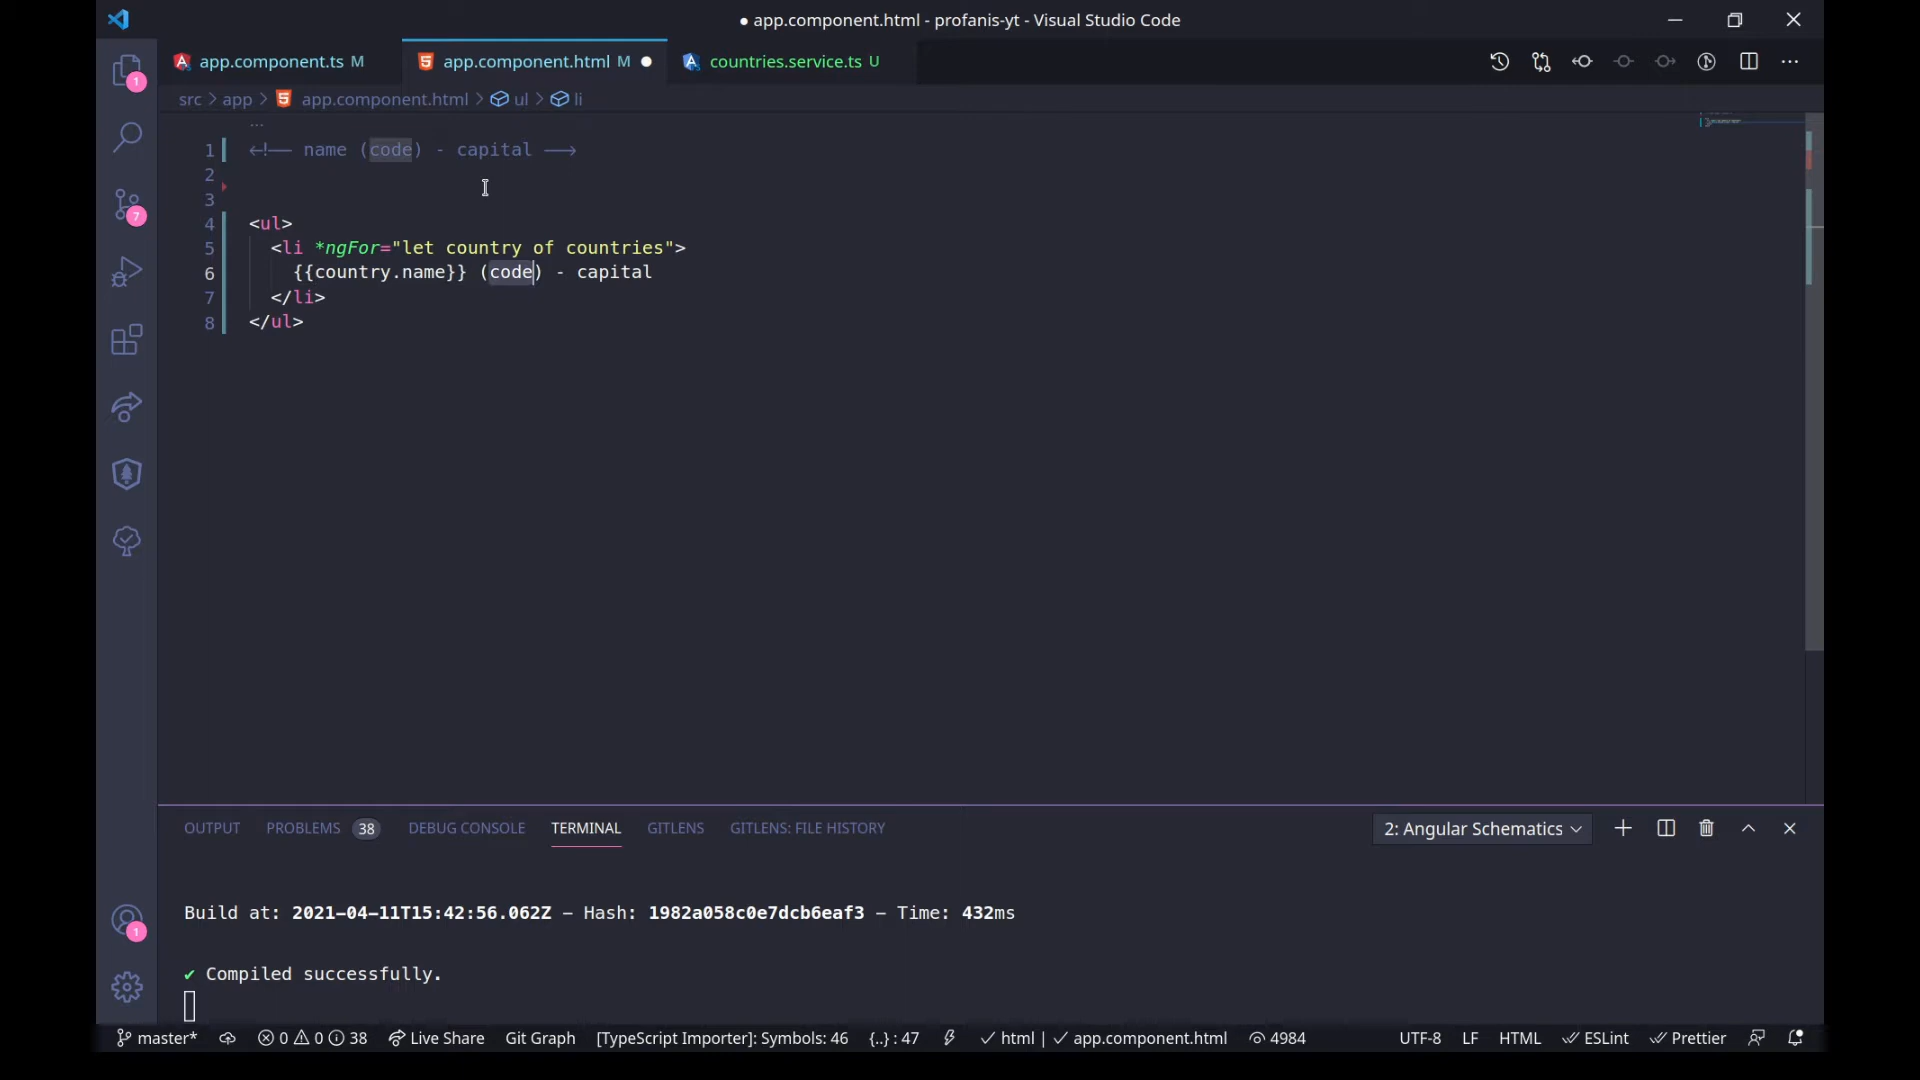 ● app.component.html - profanis-yt - Visual Studio Code
app.component.ts M
app.component.html M ●
countries.service.ts U
src > app > app.component.html > ul > li
1
...
1 <!-- name (code) - capital -->
2
3
4 <ul>
5 <li *ngFor="let country of countries">
6 {{country.name}} (code) - capital
7 </li>
8 </ul>
7
OUTPUT PROBLEMS 38 DEBUG CONSOLE TERMINAL GITLENS GITLENS: FILE HISTORY 2: Angular Schematics
Build at: 2021-04-11T15:42:56.062Z - Hash: 1982a058c0e7dcb6eaf3 - Time: 432ms
1
✔ Compiled successfully.
master* 0 0 38 Live Share Git Graph [TypeScript Importer]: Symbols: 46 {..} : 47 ✓ html | ✓ app.component.html 4984 UTF-8 LF HTML ESLint Prettier